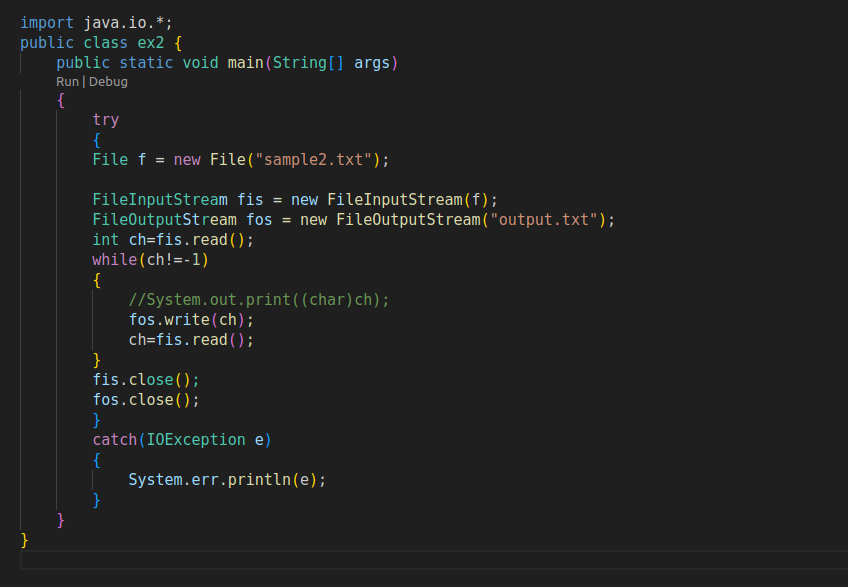 import java.io.*;
public class ex2 {
    public static void main(String[] args)
    Run | Debug
    {
        try
        {
        File f = new File("sample2.txt");

        FileInputStream fis = new FileInputStream(f);
        FileOutputStream fos = new FileOutputStream("output.txt");
        int ch=fis.read();
        while(ch!=-1)
        {
            //System.out.print((char)ch);
            fos.write(ch);
            ch=fis.read();
        }
        fis.close();
        fos.close();
        }
        catch(IOException e)
        {
            System.err.println(e);
        }
    }
}